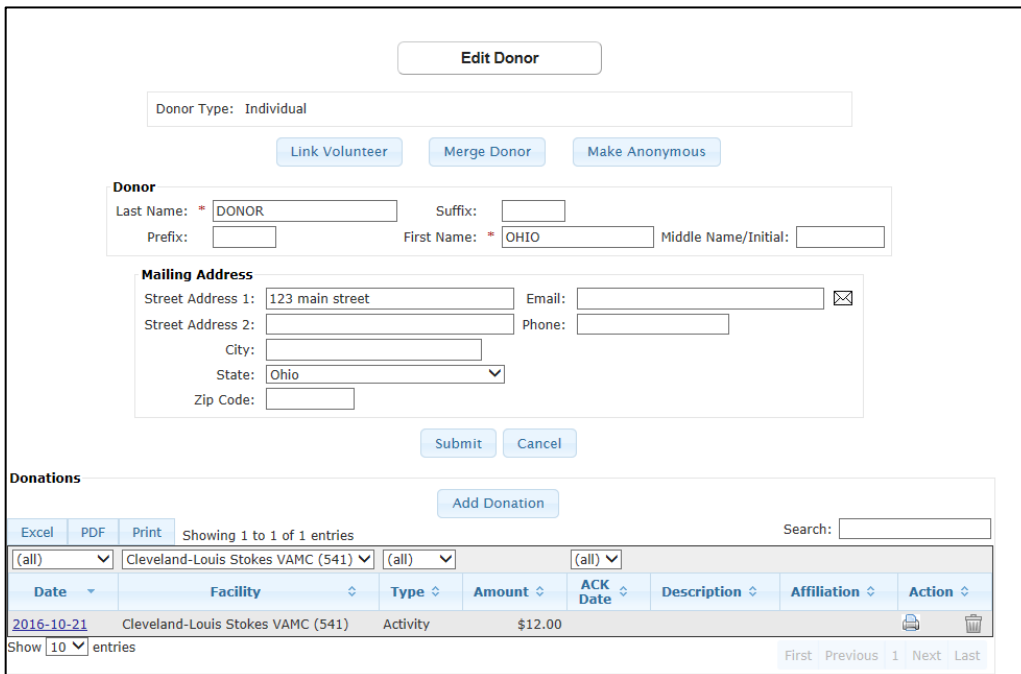 Edit Donor
Donor Type: Individual
Link Volunteer Merge Donor Make Anonymous
Donor
Last Name: * DONOR Suffix:
Prefix: First Name: * OHIO Middle Name/Initial:
Mailing Address
Street Address 1: 123 main street Email:
Street Address 2: Phone:
City:
State: Ohio
Zip Code:
Submit Cancel
Donations
Add Donation
Excel PDF Print Showing 1 to 1 of 1 entries Search:
(all) Cleveland-Louis Stokes VAMC (541) (all) (all)
Date Facility Type Amount ACK Date Description Affiliation Action
2016-10-21 Cleveland-Louis Stokes VAMC (541) Activity $12.00
Show 10 entries
First Previous 1 Next Last